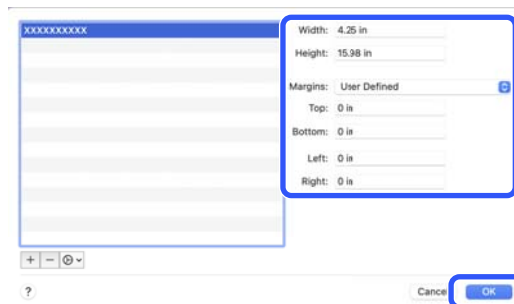 XXXXXXXXXX
Width: 4.25 in
Height: 15.98 in
Margins: User Defined
Top: 0 in
Bottom: 0 in
Left: 0 in
Right: 0 in
+ −
?
Cance OK